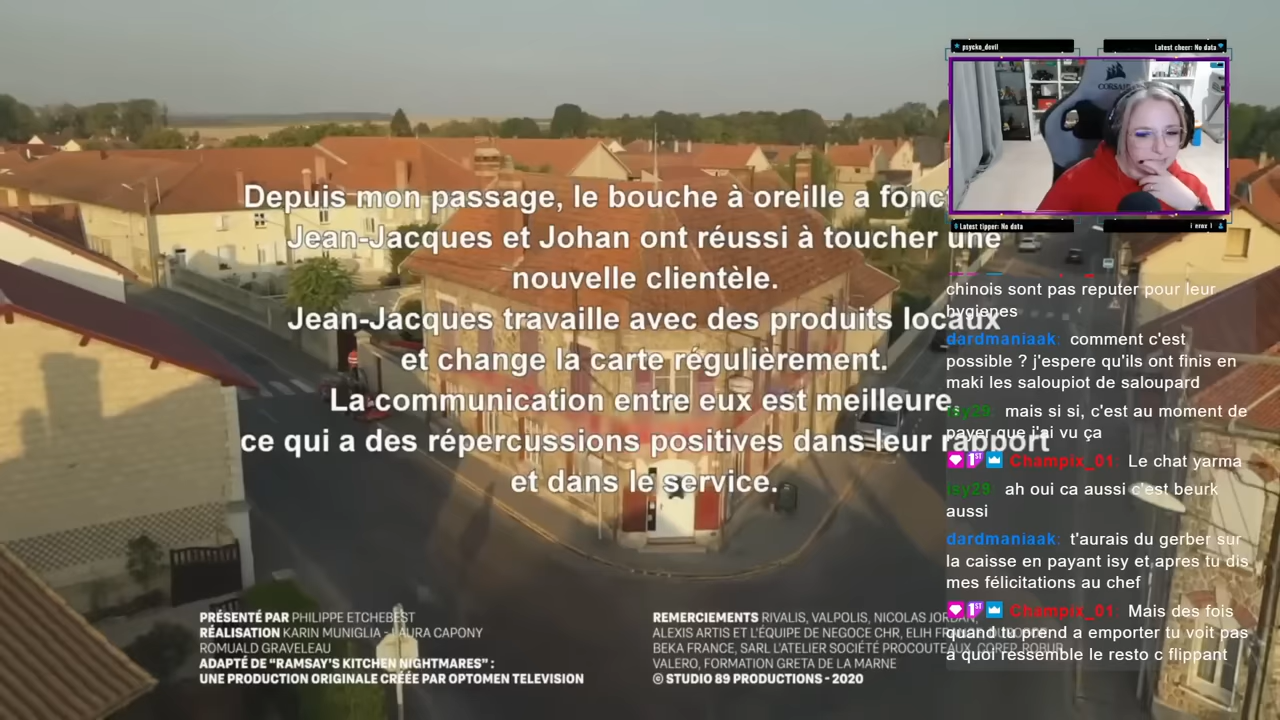 psycko_devil
Latest cheer: No data
CORSAIR
Latest tipper: No data
Depuis mon passage, le bouche à oreille a
Jean-Jacques et Johan ont réussi à toucher une
nouvelle clientèle.
Jean-Jacques travaille avec des produits locaux
et change la carte régulièrement.
La communication entre eux est meilleure
ce qui a des répercussions positives dans leur rapport
et dans le service.
chinois sont pas reputer pour leur
hygienes
dardmaniaak: comment c'est
possible ? j'espere qu'ils ont finis en
maki les saloupiot de saloupard
isy29: mais si si, c'est au moment de
payer que j'ai vu ça
Champix_01: Le chat yarma
isy29: ah oui ca aussi c'est beurk
aussi
dardmaniaak: t'aurais du gerber sur
la caisse en payant isy et apres tu dis
mes félicitations au chef
Champix_01: Mais des fois
quand tu prend a emporter tu voit pas
a quoi ressemble le resto c flippant
PRÉSENTÉ PAR PHILIPPE ETCHEBEST
RÉALISATION KARIN MUNIGLIA - LAURA CAPONY
ROMUALD GRAVELEAU
ADAPTÉ DE “RAMSAY'S KITCHEN NIGHTMARES” :
UNE PRODUCTION ORIGINALE CRÉÉE PAR OPTOMEN TELEVISION
REMERCIEMENTS RIVALIS, VALPOLIS, NICOLAS JORDAN,
ALEXIS ARTIS ET L'ÉQUIPE DE NEGOCE CHR, ELIH
BEKA FRANCE, SARL L'ATELIER SOCIÉTÉ PROCOUTEAUX, COREP, ROBUR
VALERO, FORMATION GRETA DE LA MARNE
© STUDIO 89 PRODUCTIONS - 2020